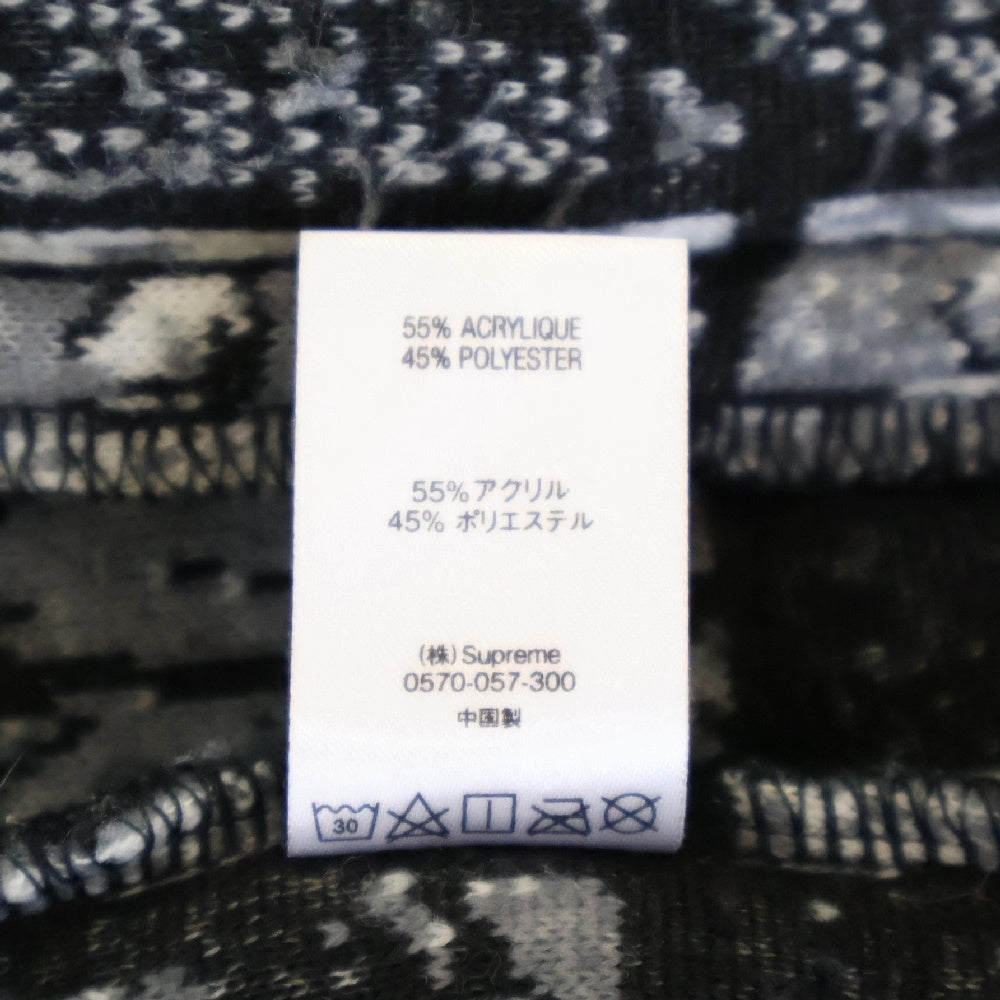 55% ACRYLIQUE
45% POLYESTER
55%アクリル
45% ポリエステル
(株)Supreme
0570-057-300
中国製
30